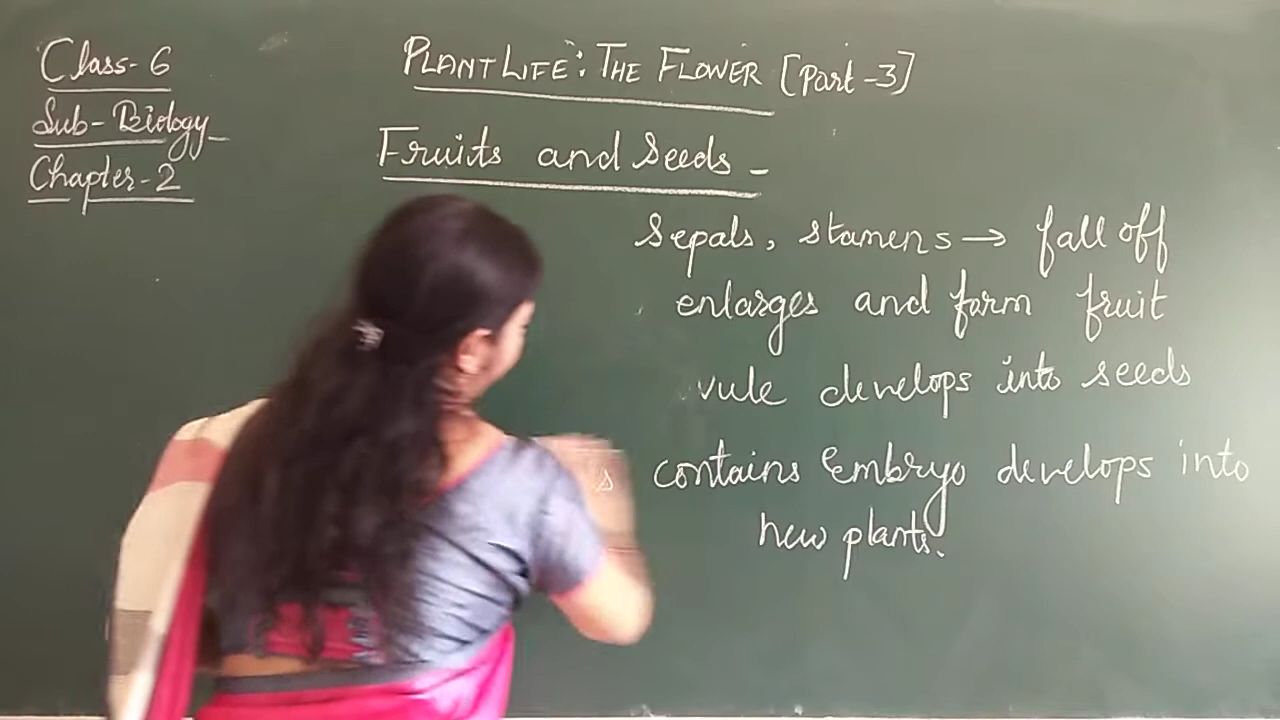 Class-6
Sub-Biology
Chapter-2
PLANT LIFE: THE FLOWER [Part-3]
Fruits and Seeds -
Sepals, stamens → fall off
enlarges and form fruit
vule develops into seeds
s contains Embryo develops into
new plants.